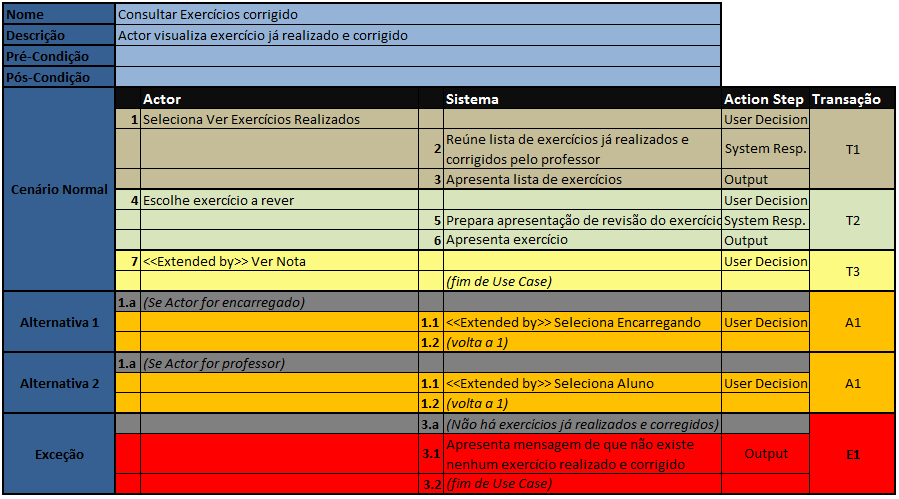 Nome Consultar Exercícios corrigido
Descrição Actor visualiza exercício já realizado e corrigido
Pré-Condição
Pós-Condição
Actor Sistema Action Step Transação
Cenário Normal
1 Seleciona Ver Exercícios Realizados User Decision
2 Reúne lista de exercícios já realizados e
corrigidos pelo professor System Resp. T1
3 Apresenta lista de exercícios Output
4 Escolhe exercício a rever User Decision
5 Prepara apresentação de revisão do exercício System Resp. T2
6 Apresenta exercício Output
7 <<Extended by>> Ver Nota User Decision T3
(fim de Use Case)
Alternativa 1
1.a (Se Actor for encarregado)
1.1 <<Extended by>> Seleciona Encarregando User Decision A1
1.2 (volta a 1)
Alternativa 2
1.a (Se Actor for professor)
1.1 <<Extended by>> Seleciona Aluno User Decision A1
1.2 (volta a 1)
Exceção
3.a (Não há exercícios já realizados e corregidos)
3.1 Apresenta mensagem de que não existe
nenhum exercício realizado e corrigido Output E1
3.2 (fim de Use Case)